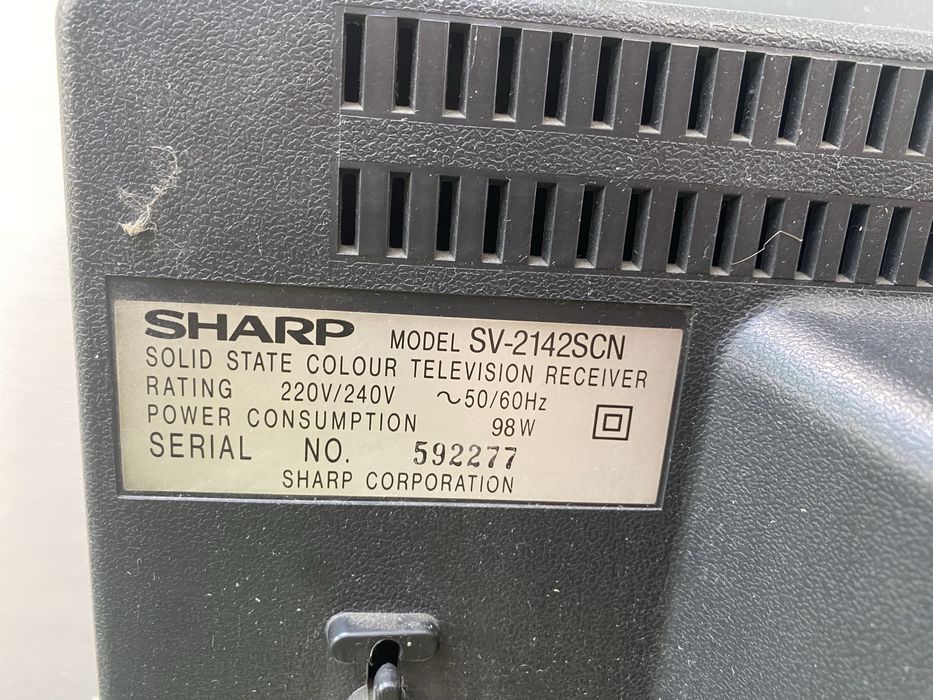 SHARP MODEL SV-2142SCN
SOLID STATE COLOUR TELEVISION RECEIVER
RATING 220V/240V ~50/60Hz
POWER CONSUMPTION 98W
SERIAL NO. 592277
SHARP CORPORATION